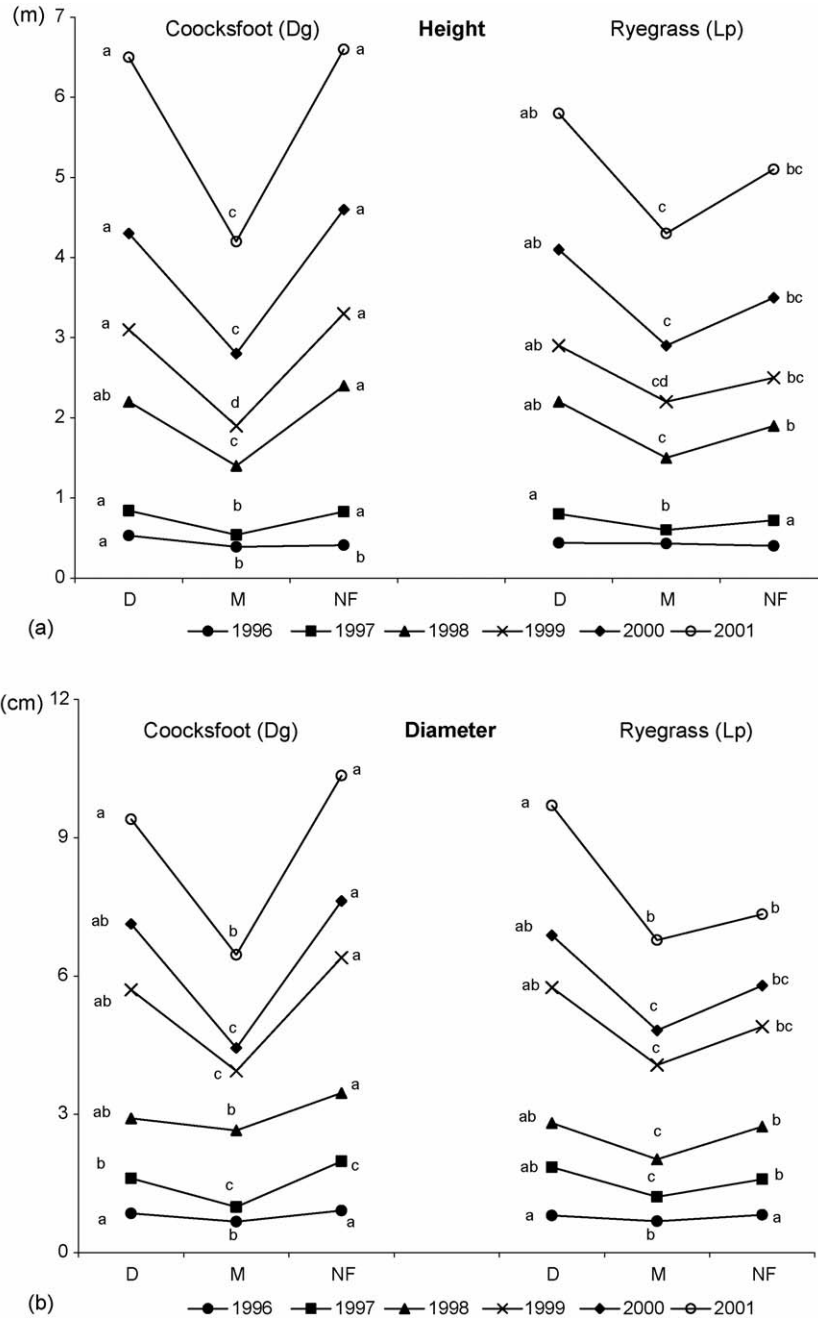 (m)
7
Coocksfoot (Dg) Height Ryegrass (Lp)
a a
6
ab
5
bc
c c
a a ab
4
bc
3
c c
a a ab cd bc
2
d
ab a ab b
c c
1
a b a a b a
a b b
0
D M NF D M NF
(a)
1996 1997 1998 1999 2000 2001
(cm)
12
Coocksfoot (Dg) Diameter Ryegrass (Lp)
a a a
9
b b b
ab a ab
6
c c bc
ab c a ab c bc
3
ab b a ab c b
b c c ab c b
a b a a b a
0
D M NF D M NF
(b)
1996 1997 1998 1999 2000 2001